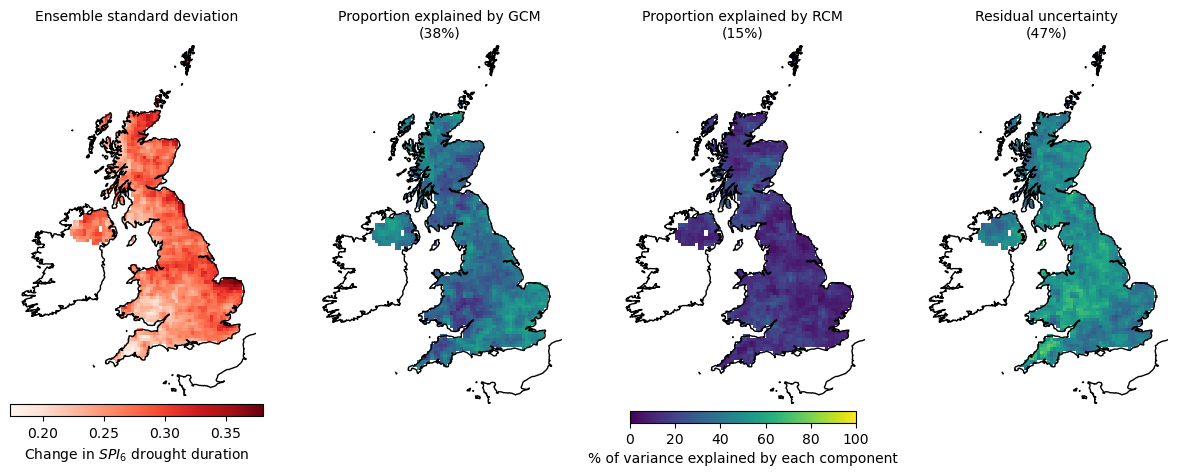 Ensemble standard deviation
Proportion explained by GCM
(38%)
Proportion explained by RCM
(15%)
Residual uncertainty
(47%)
0.20 0.25 0.30 0.35
Change in SPI6 drought duration
0 20 40 60 80 100
% of variance explained by each component